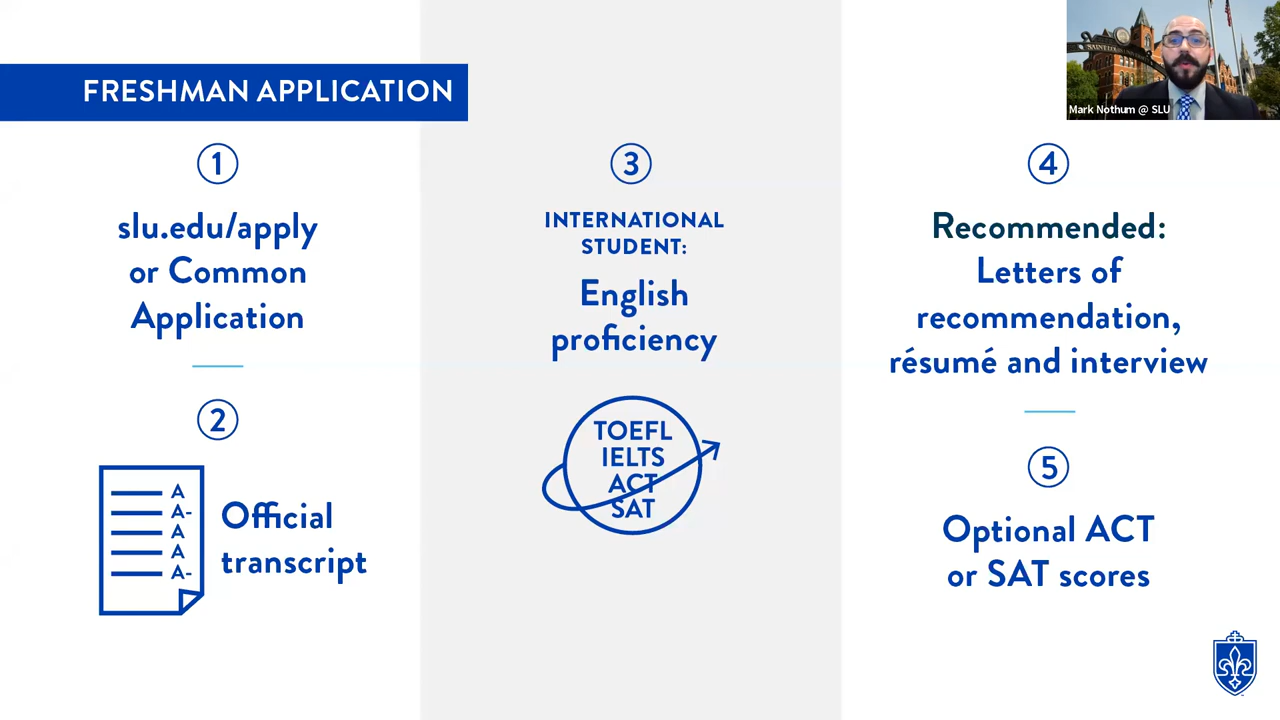 FRESHMAN APPLICATION
1
slu.edu/apply
or Common
Application
2
A
A-
A
A
A-
Official
transcript
3
INTERNATIONAL
STUDENT:
English
proficiency
TOEFL
IELTS
ACT
SAT
4
Recommended:
Letters of
recommendation,
résumé and interview
5
Optional ACT
or SAT scores
Mark Nothum @ SLU